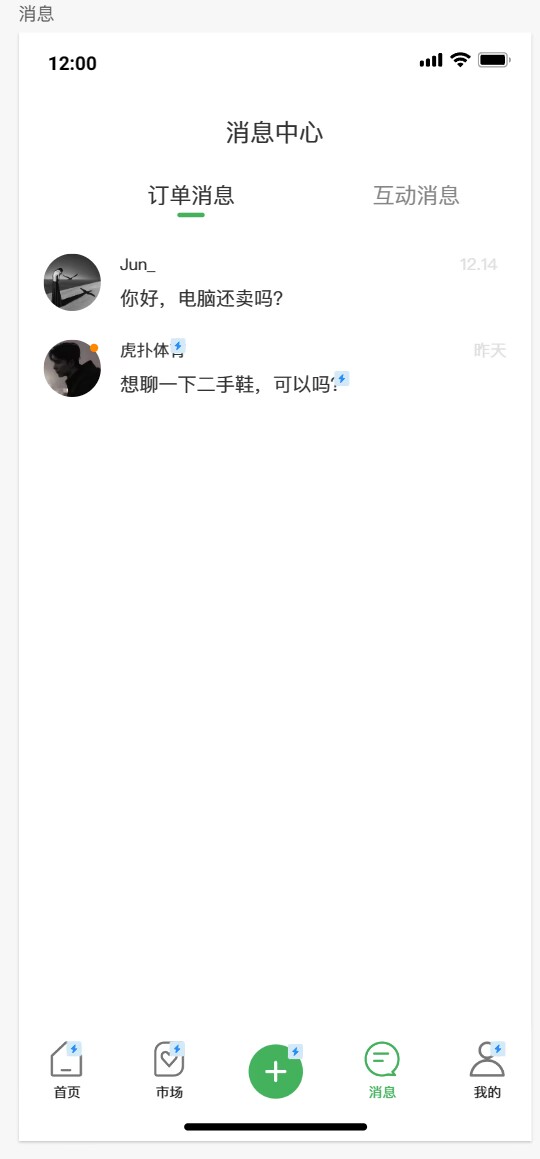 消息
12:00
消息中心
订单消息 互动消息
Jun_ 12.14
你好，电脑还卖吗？
虎扑体育 昨天
想聊一下二手鞋，可以吗？
首页 市场 消息 我的